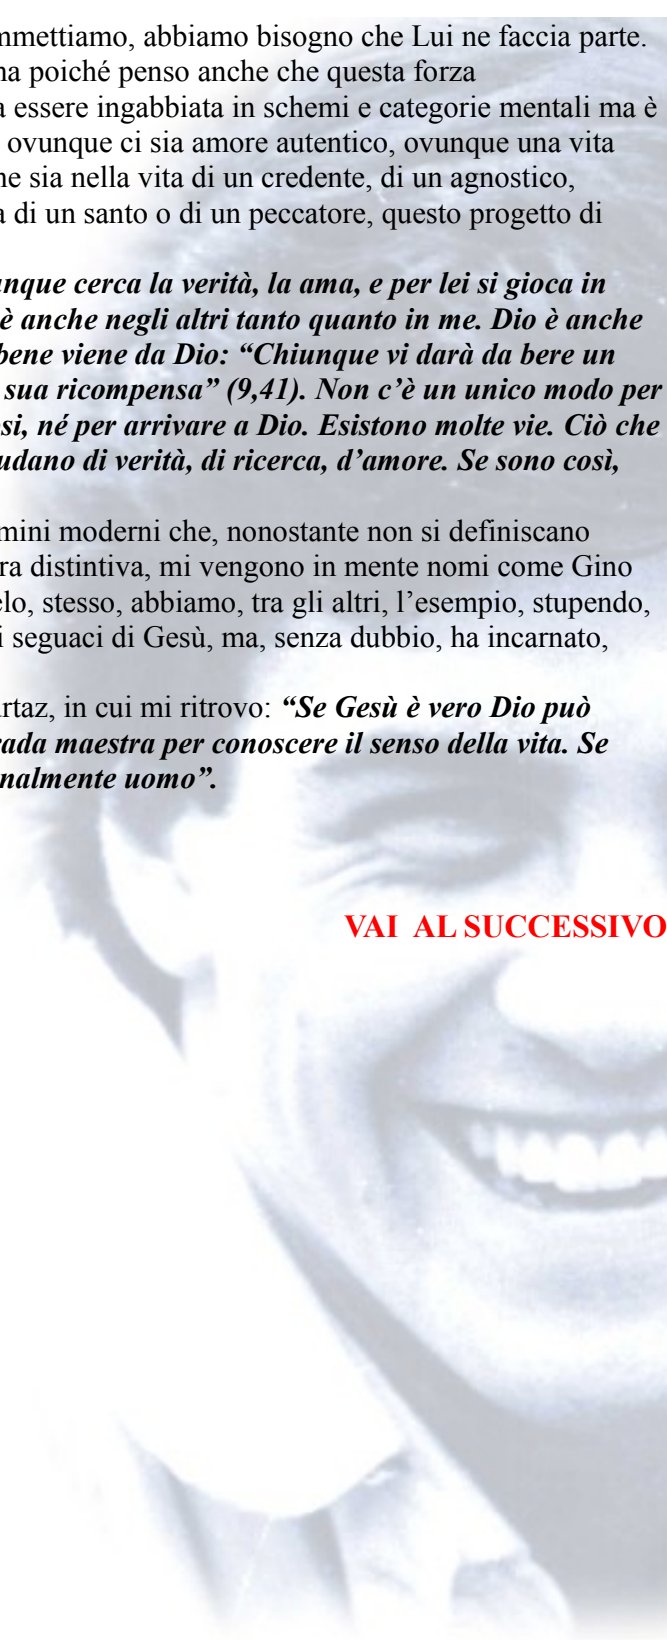 mmettiamo, abbiamo bisogno che Lui ne faccia parte.
na poiché penso anche che questa forza
a essere ingabbiata in schemi e categorie mentali ma è
ovunque ci sia amore autentico, ovunque una vita
ne sia nella vita di un credente, di un agnostico,
a di un santo o di un peccatore, questo progetto di
unque cerca la verità, la ama, e per lei si gioca in
è anche negli altri tanto quanto in me. Dio è anche
bene viene da Dio: “Chiunque vi darà da bere un
sua ricompensa” (9,41). Non c’è un unico modo per
osi, né per arrivare a Dio. Esistono molte vie. Ciò che
udano di verità, di ricerca, d’amore. Se sono così,
mini moderni che, nonostante non si definiscano
ra distintiva, mi vengono in mente nomi come Gino
elo, stesso, abbiamo, tra gli altri, l’esempio, stupendo,
i seguaci di Gesù, ma, senza dubbio, ha incarnato,
artaz, in cui mi ritrovo: “Se Gesù è vero Dio può
rada maestra per conoscere il senso della vita. Se
nalmente uomo”.
VAI AL SUCCESSIVO